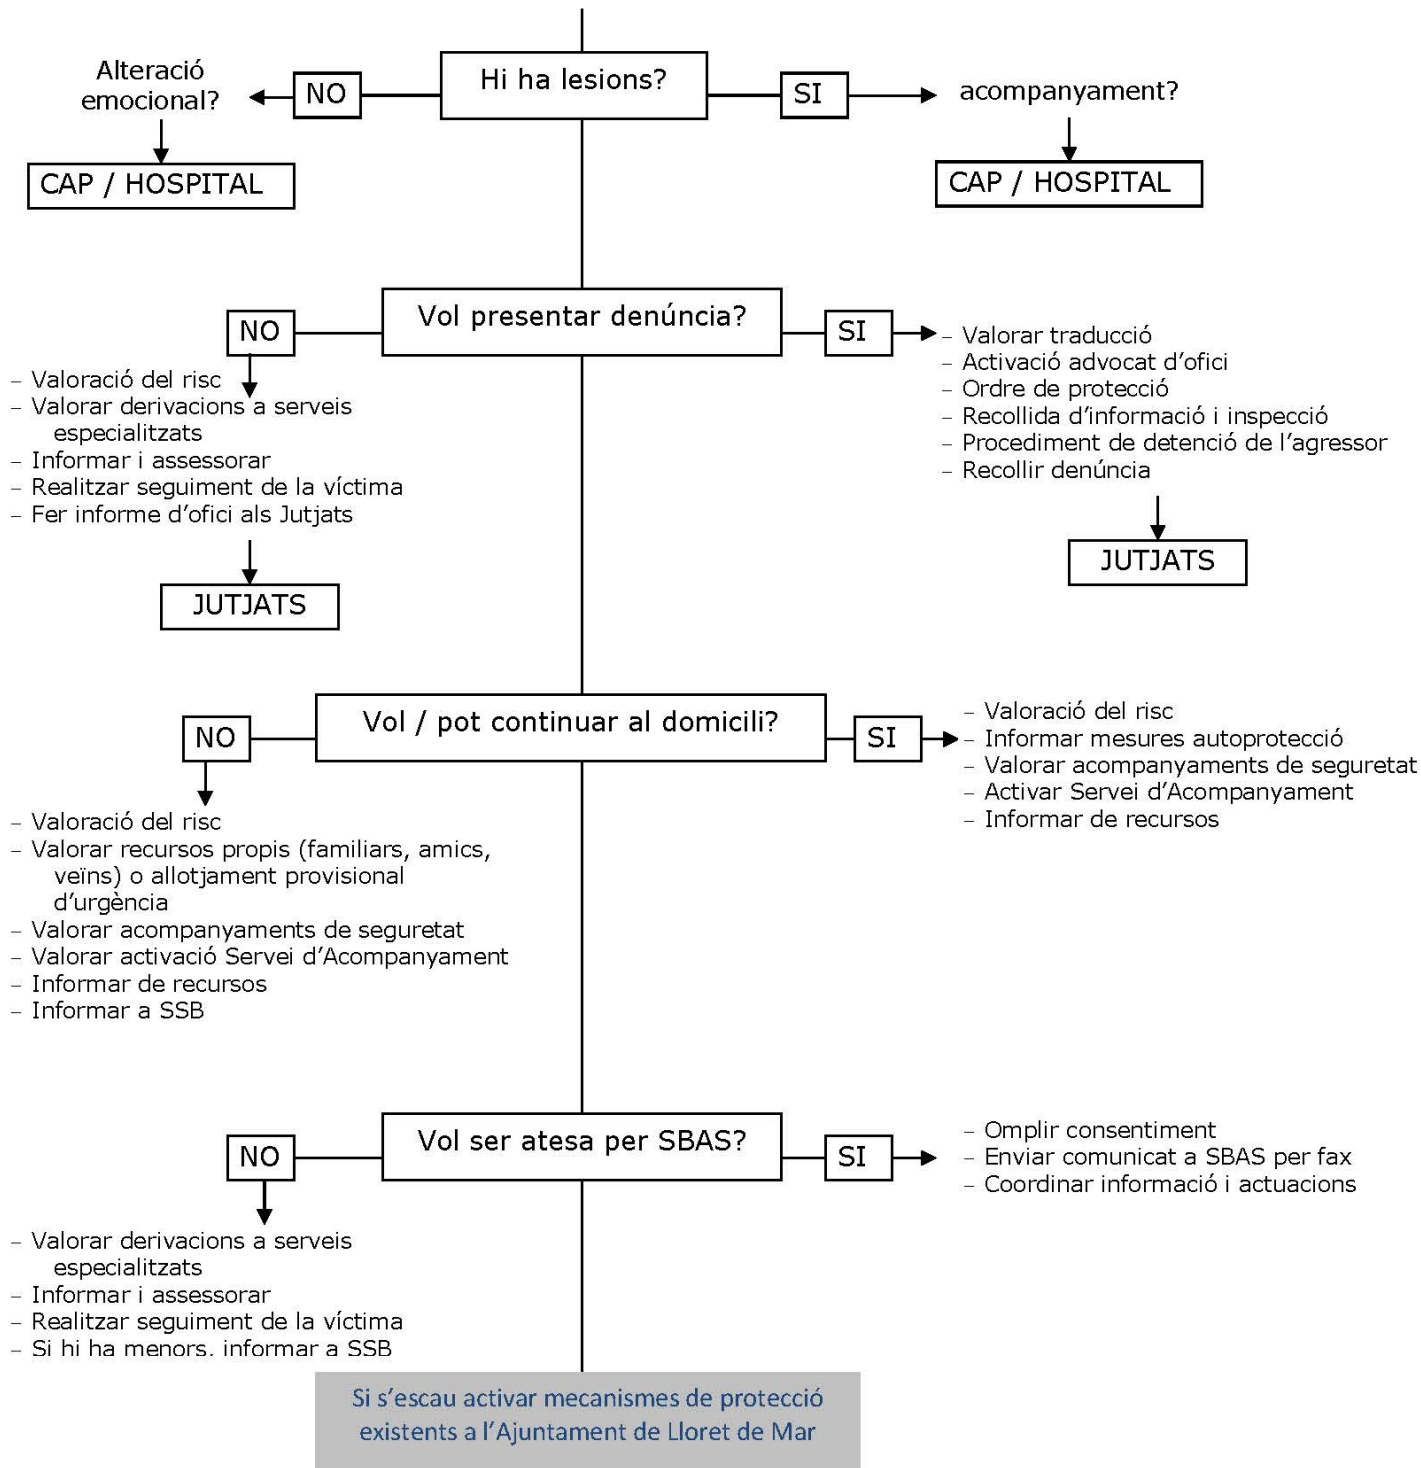 Hi ha lesions?
NO
SI
Alteració
emocional?
acompanyament?
CAP / HOSPITAL
CAP / HOSPITAL
Vol presentar denúncia?
NO
SI
– Valoració del risc
– Valorar derivacions a serveis
especialitzats
– Informar i assessorar
– Realitzar seguiment de la víctima
– Fer informe d'ofici als Jutjats
JUTJATS
– Valorar traducció
– Activació advocat d'ofici
– Ordre de protecció
– Recollida d'informació i inspecció
– Procediment de detenció de l'agressor
– Recollir denúncia
JUTJATS
Vol / pot continuar al domicili?
NO
SI
– Valoració del risc
– Valorar recursos propis (familiars, amics,
veïns) o allotjament provisional
d'urgència
– Valorar acompanyaments de seguretat
– Valorar activació Servei d'Acompanyament
– Informar de recursos
– Informar a SSB
– Valoració del risc
– Informar mesures autoprotecció
– Valorar acompanyaments de seguretat
– Activar Servei d'Acompanyament
– Informar de recursos
Vol ser atesa per SBAS?
NO
SI
– Valorar derivacions a serveis
especialitzats
– Informar i assessorar
– Realitzar seguiment de la víctima
– Si hi ha menors, informar a SSB
– Omplir consentiment
– Enviar comunicat a SBAS per fax
– Coordinar informació i actuacions
Si s'escau activar mecanismes de protecció
existents a l'Ajuntament de Lloret de Mar